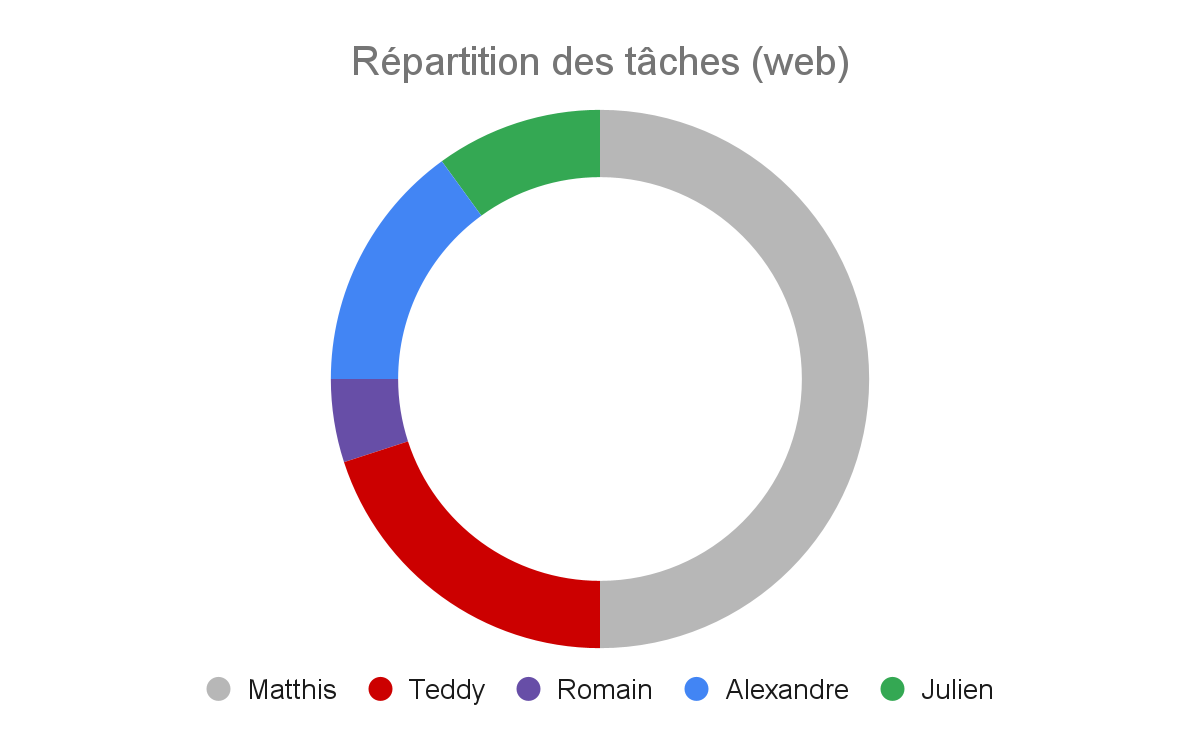 Répartition des tâches (web)
Matthis Teddy Romain Alexandre Julien